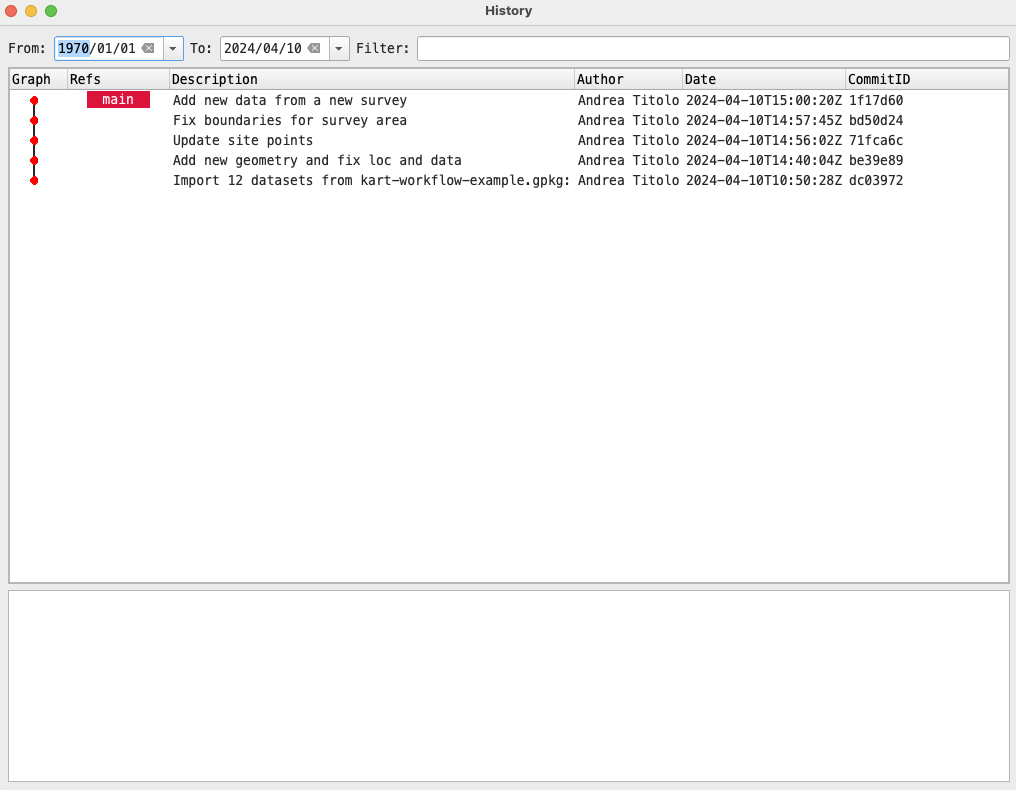 History
From: 1970/01/01 To: 2024/04/10 Filter:
Graph Refs Description Author Date CommitID
main Add new data from a new survey Andrea Titolo 2024-04-10T15:00:20Z 1f17d60
Fix boundaries for survey area Andrea Titolo 2024-04-10T14:57:45Z bd50d24
Update site points Andrea Titolo 2024-04-10T14:56:02Z 71fca6c
Add new geometry and fix loc and data Andrea Titolo 2024-04-10T14:40:04Z be39e89
Import 12 datasets from kart-workflow-example.gpkg: Andrea Titolo 2024-04-10T10:50:28Z dc03972